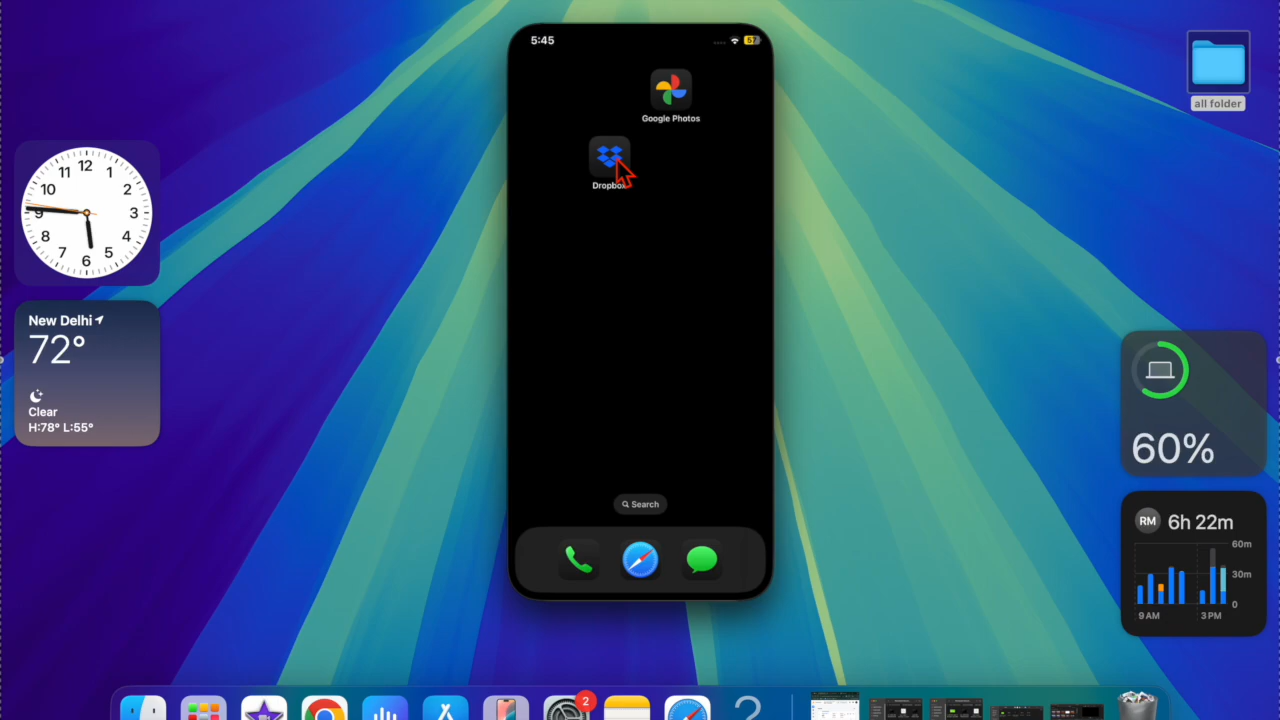 5:45
57
Google Photos
Dropbox
Search
all folder
12
11
1
10
2
9
3
8
4
7
5
6
New Delhi
72°
Clear
H:78° L:55°
60%
RM
6h 22m
60m
30m
0
9 AM
3 PM
2
?